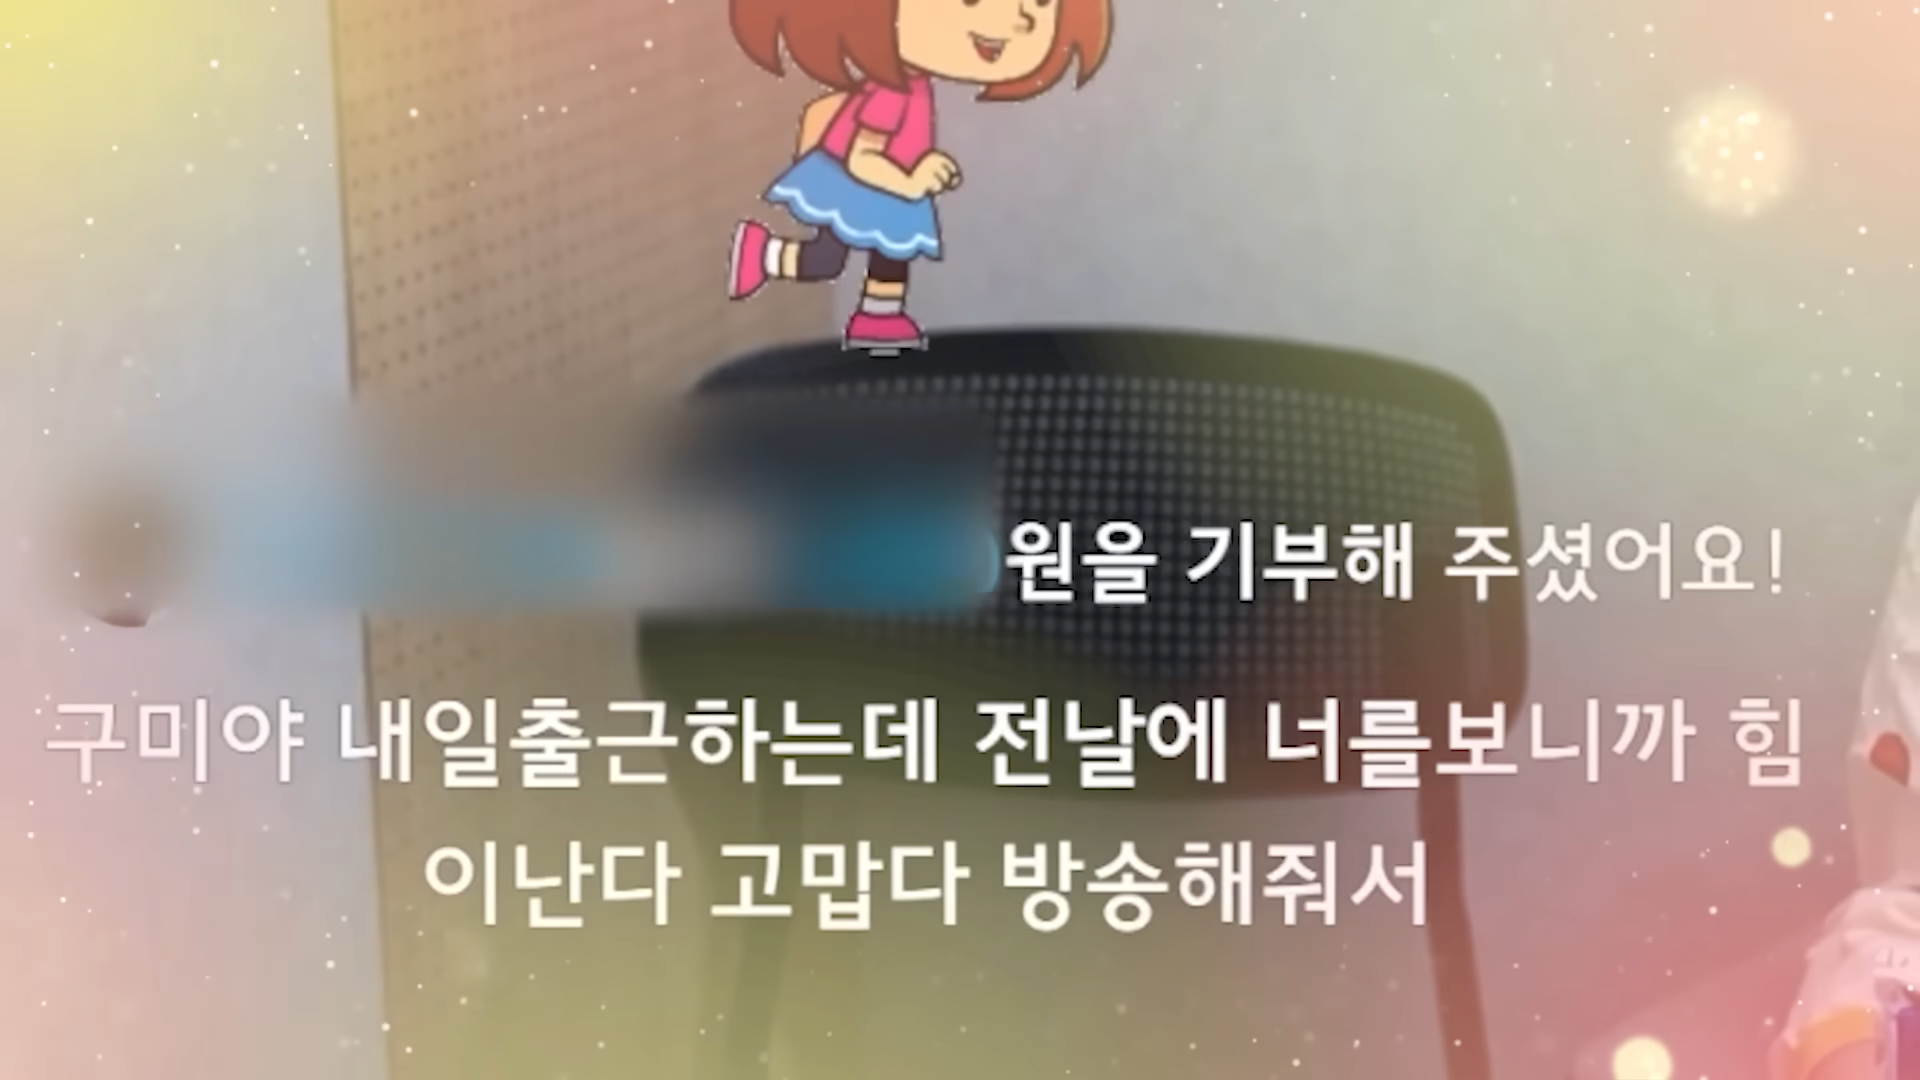 원을 기부해 주셨어요!
구미야 내일출근하는데 전날에 너를보니까 힘
이난다 고맙다 방송해줘서